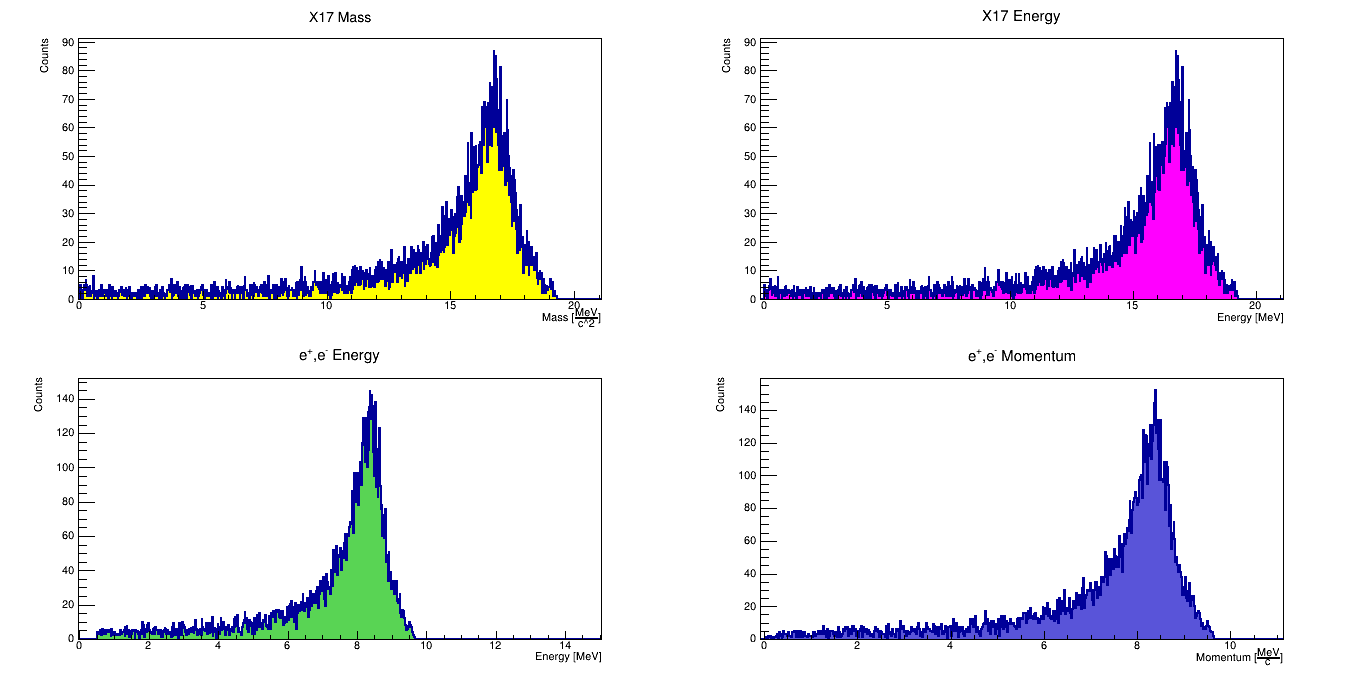 X17 Mass
Counts
90
80
70
60
50
40
30
20
10
0
0 5 10 15 20
Mass [MeV/c^2]
X17 Energy
Counts
90
80
70
60
50
40
30
20
10
0
0 5 10 15 20
Energy [MeV]
e+,e- Energy
Counts
140
120
100
80
60
40
20
0
0 2 4 6 8 10 12 14
Energy [MeV]
e+,e- Momentum
Counts
140
120
100
80
60
40
20
0
0 2 4 6 8 10
Momentum [MeV/c]